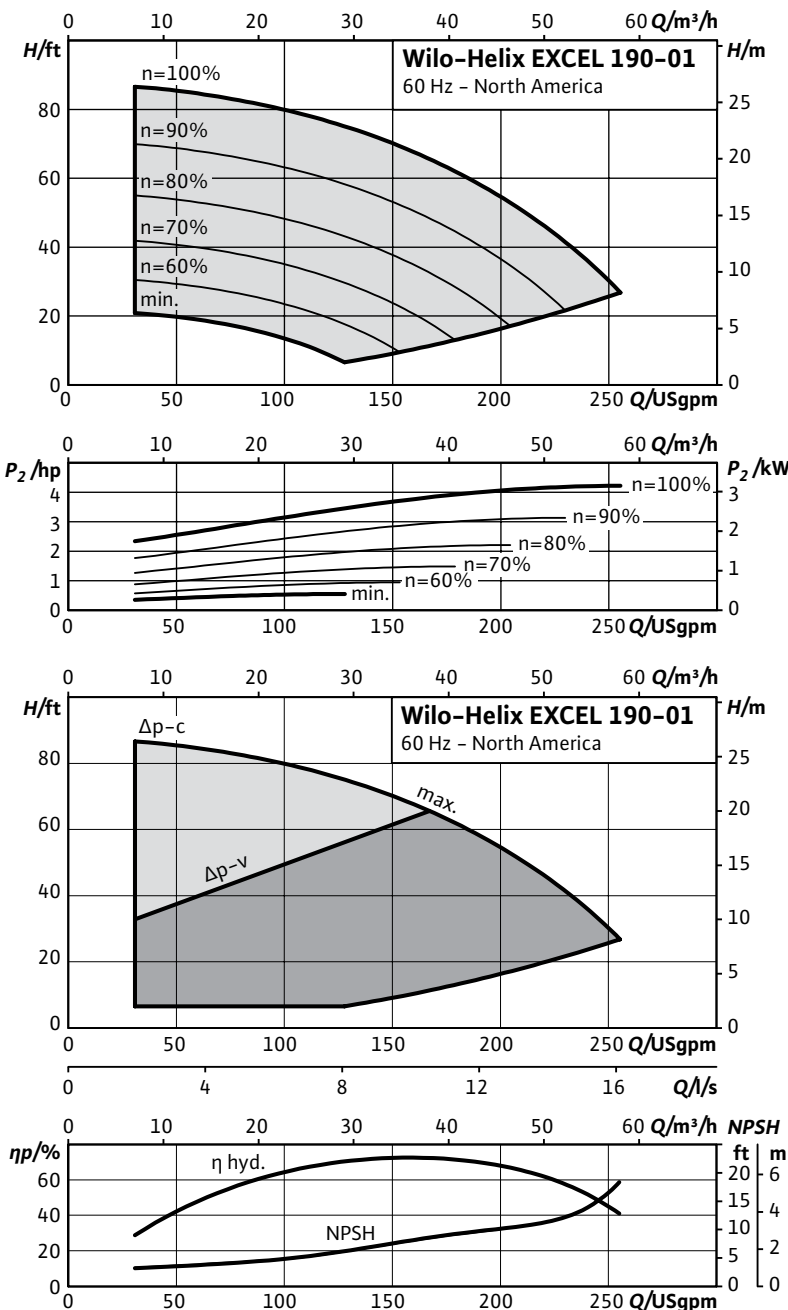 0 10 20 30 40 50 60 Q/m³/h
H/ft H/m
Wilo-Helix EXCEL 190-01
60 Hz - North America
n=100%
n=90%
n=80%
n=70%
n=60%
min.
80
60
40
20
0
25
20
15
10
5
0
0 50 100 150 200 250 Q/USgpm
0 10 20 30 40 50 60 Q/m³/h
P₂ /hp P₂ /kW
4
3
2
1
0
n=100%
n=90%
n=80%
n=70%
n=60%
min.
3
2
1
0
0 50 100 150 200 250 Q/USgpm
0 10 20 30 40 50 60 Q/m³/h
H/ft H/m
Wilo-Helix EXCEL 190-01
60 Hz - North America
Δp-c
max.
Δp-v
80
60
40
20
0
25
20
15
10
5
0
0 50 100 150 200 250 Q/USgpm
0 4 8 12 16 Q/l/s
0 10 20 30 40 50 60 Q/m³/h NPSH
ηp/% ft m
η hyd.
NPSH
60
40
20
0
20
15
10
5
0
6
4
2
0
0 50 100 150 200 250 Q/USgpm